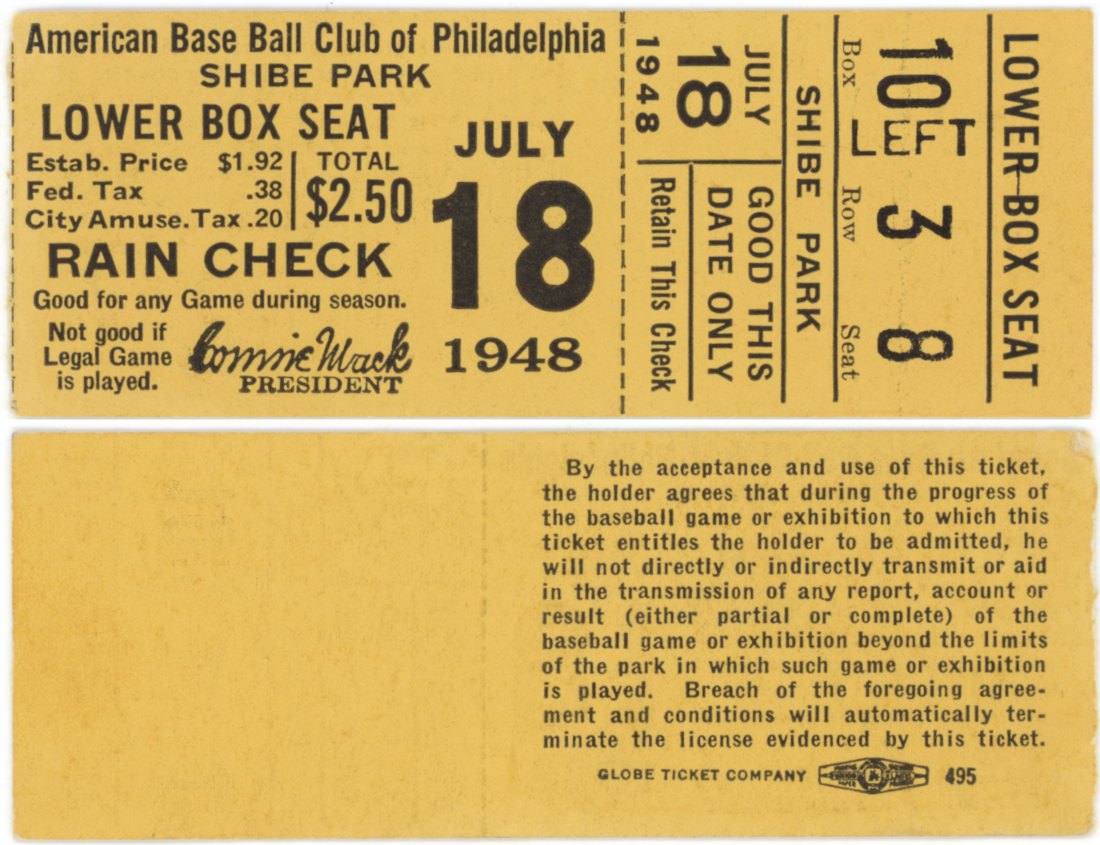 American Base Ball Club of Philadelphia
SHIBE PARK
LOWER BOX SEAT
Estab. Price $1.92
Fed. Tax .38
City Amuse. Tax .20
TOTAL
$2.50
RAIN CHECK
Good for any Game during season.
Not good if
Legal Game
is played.
Connie Mack
PRESIDENT
JULY
18
1948
JULY
18
1948
GOOD THIS
DATE ONLY
Retain This Check
SHIBE PARK
Box Row Seat
10 3 8
LEFT
LOWER BOX SEAT
By the acceptance and use of this ticket,
the holder agrees that during the progress of
the baseball game or exhibition to which this
ticket entitles the holder to be admitted, he
will not directly or indirectly transmit or aid
in the transmission of any report, account or
result (either partial or complete) of the
baseball game or exhibition beyond the limits
of the park in which such game or exhibition
is played. Breach of the foregoing agree-
ment and conditions will automatically ter-
minate the license evidenced by this ticket.
GLOBE TICKET COMPANY 495